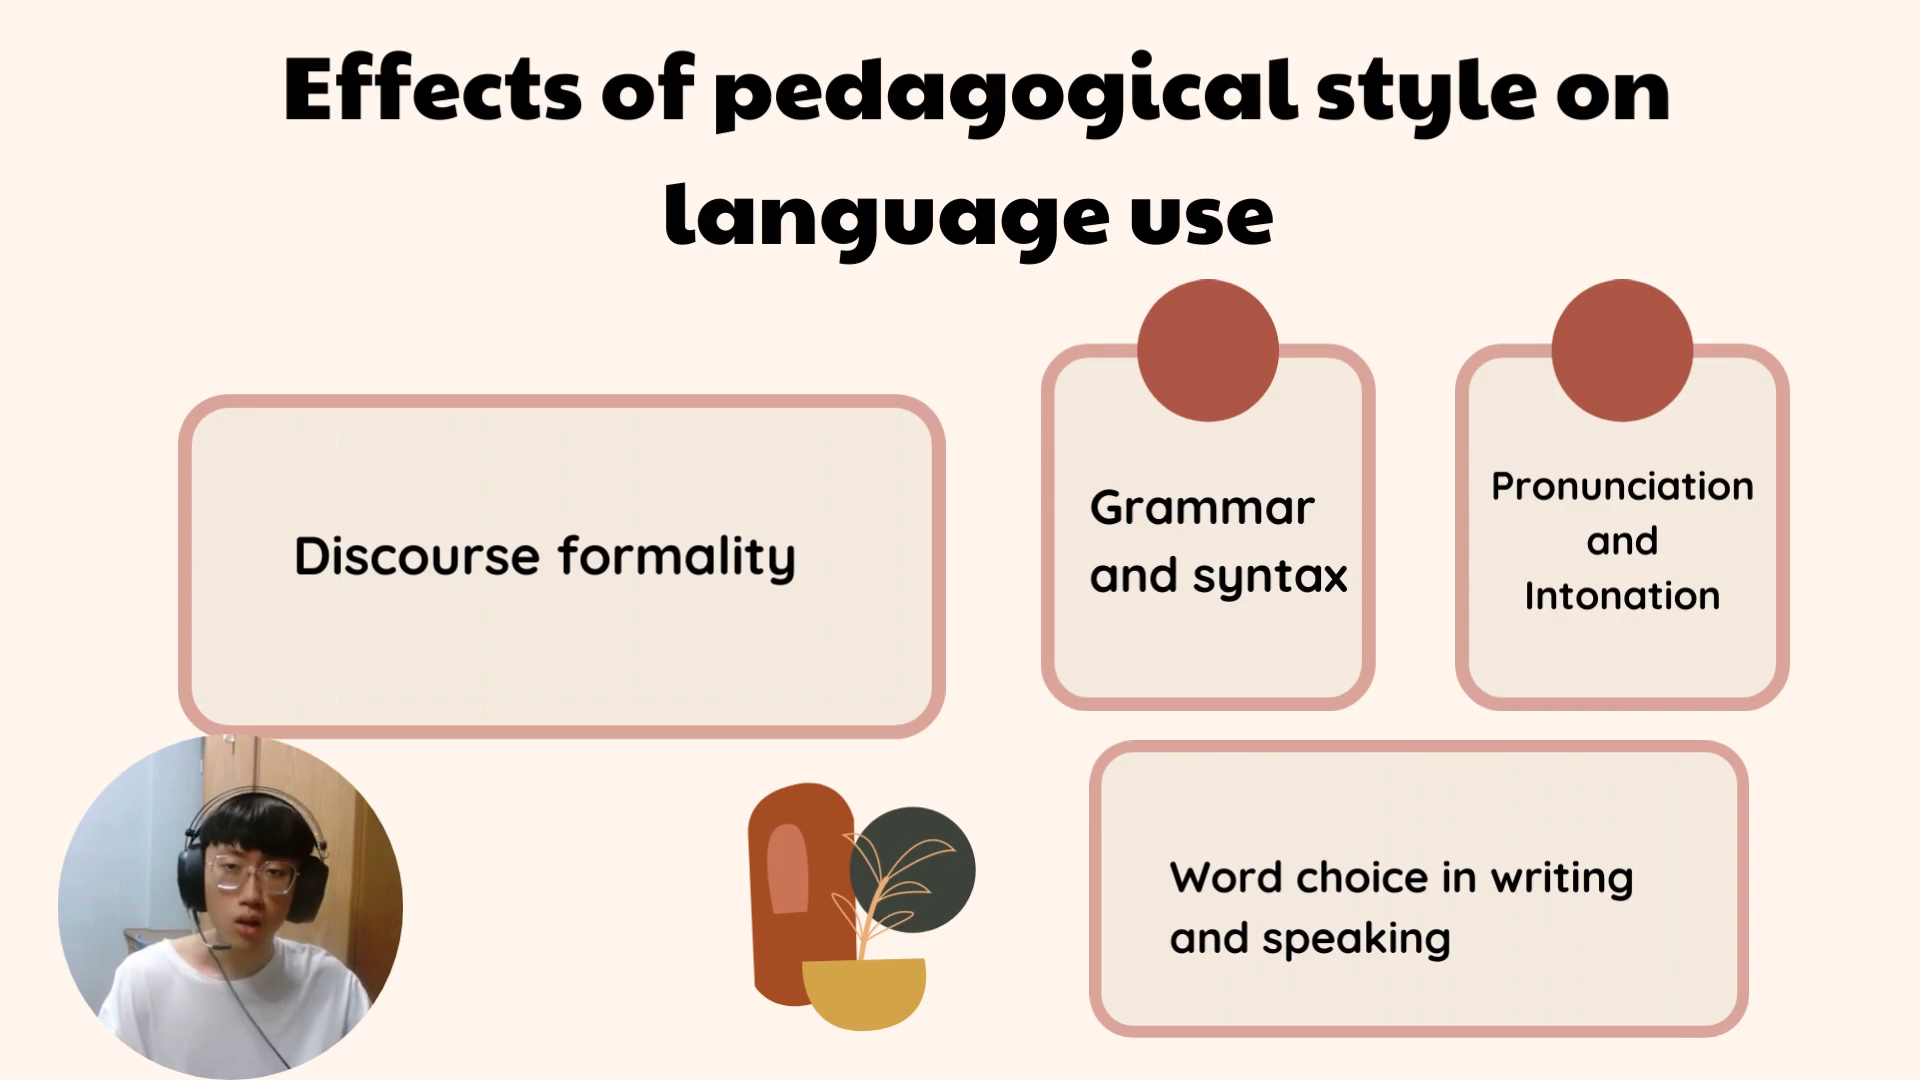 Effects of pedagogical style on
language use
Discourse formality
Grammar
and syntax
Pronunciation
and
Intonation
Word choice in writing
and speaking